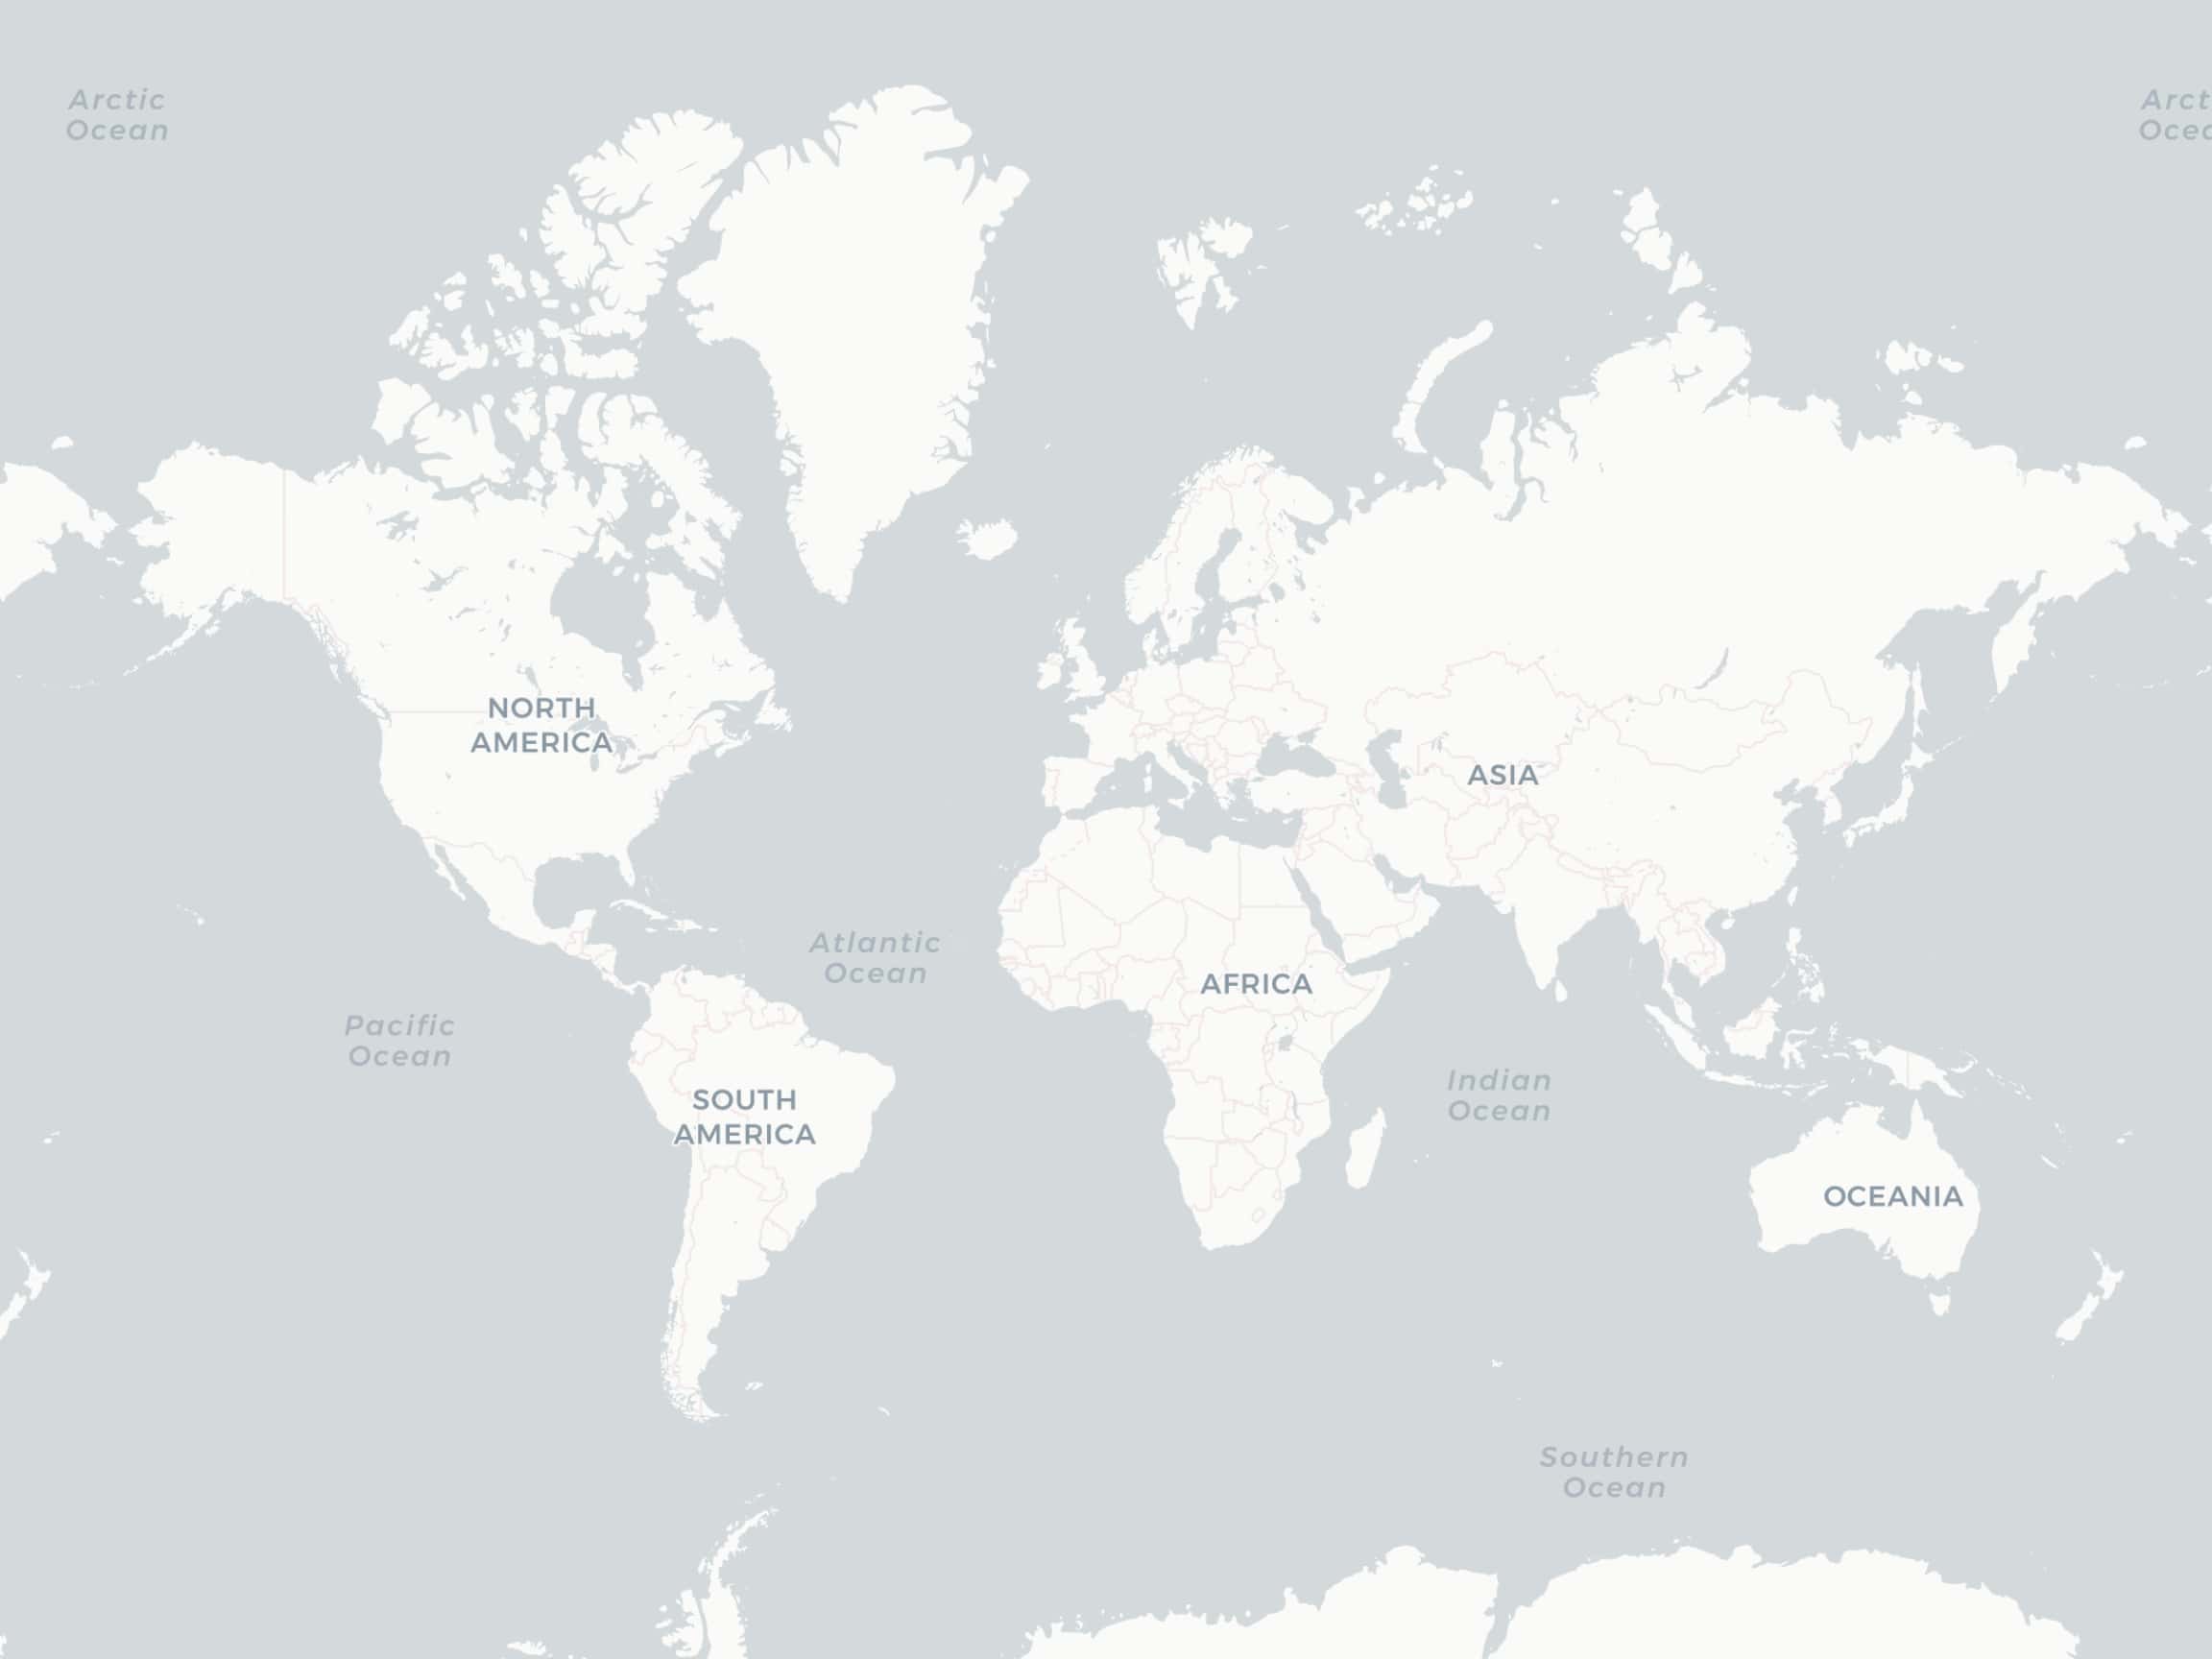 Arctic
Ocean
Arct
Ocea
NORTH
AMERICA
ASIA
Atlantic
Ocean
AFRICA
Pacific
Ocean
Indian
Ocean
SOUTH
AMERICA
OCEANIA
Southern
Ocean